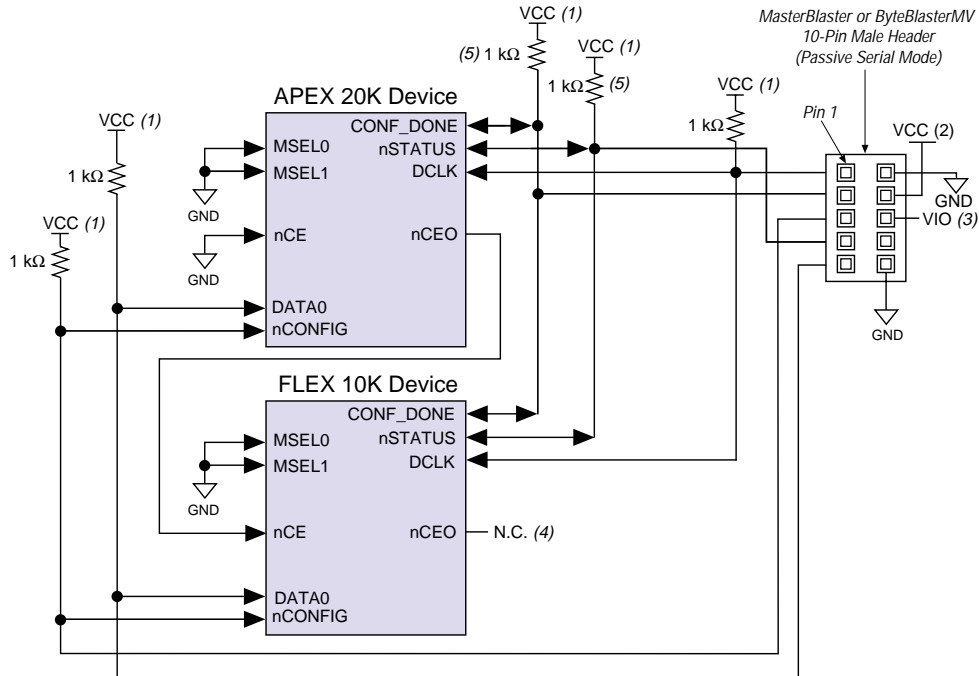 MasterBlaster or ByteBlasterMV
10-Pin Male Header
(Passive Serial Mode)
VCC (1)
(5) 1 kΩ
VCC (1)
1 kΩ (5)
VCC (1)
1 kΩ
Pin 1
VCC (2)
GND
VIO (3)
GND
VCC (1)
1 kΩ
VCC (1)
1 kΩ
APEX 20K Device
CONF_DONE
MSEL0
nSTATUS
MSEL1
DCLK
GND
nCE
nCEO
GND
DATA0
nCONFIG
FLEX 10K Device
CONF_DONE
MSEL0
nSTATUS
MSEL1
DCLK
GND
nCE
nCEO
N.C. (4)
DATA0
nCONFIG